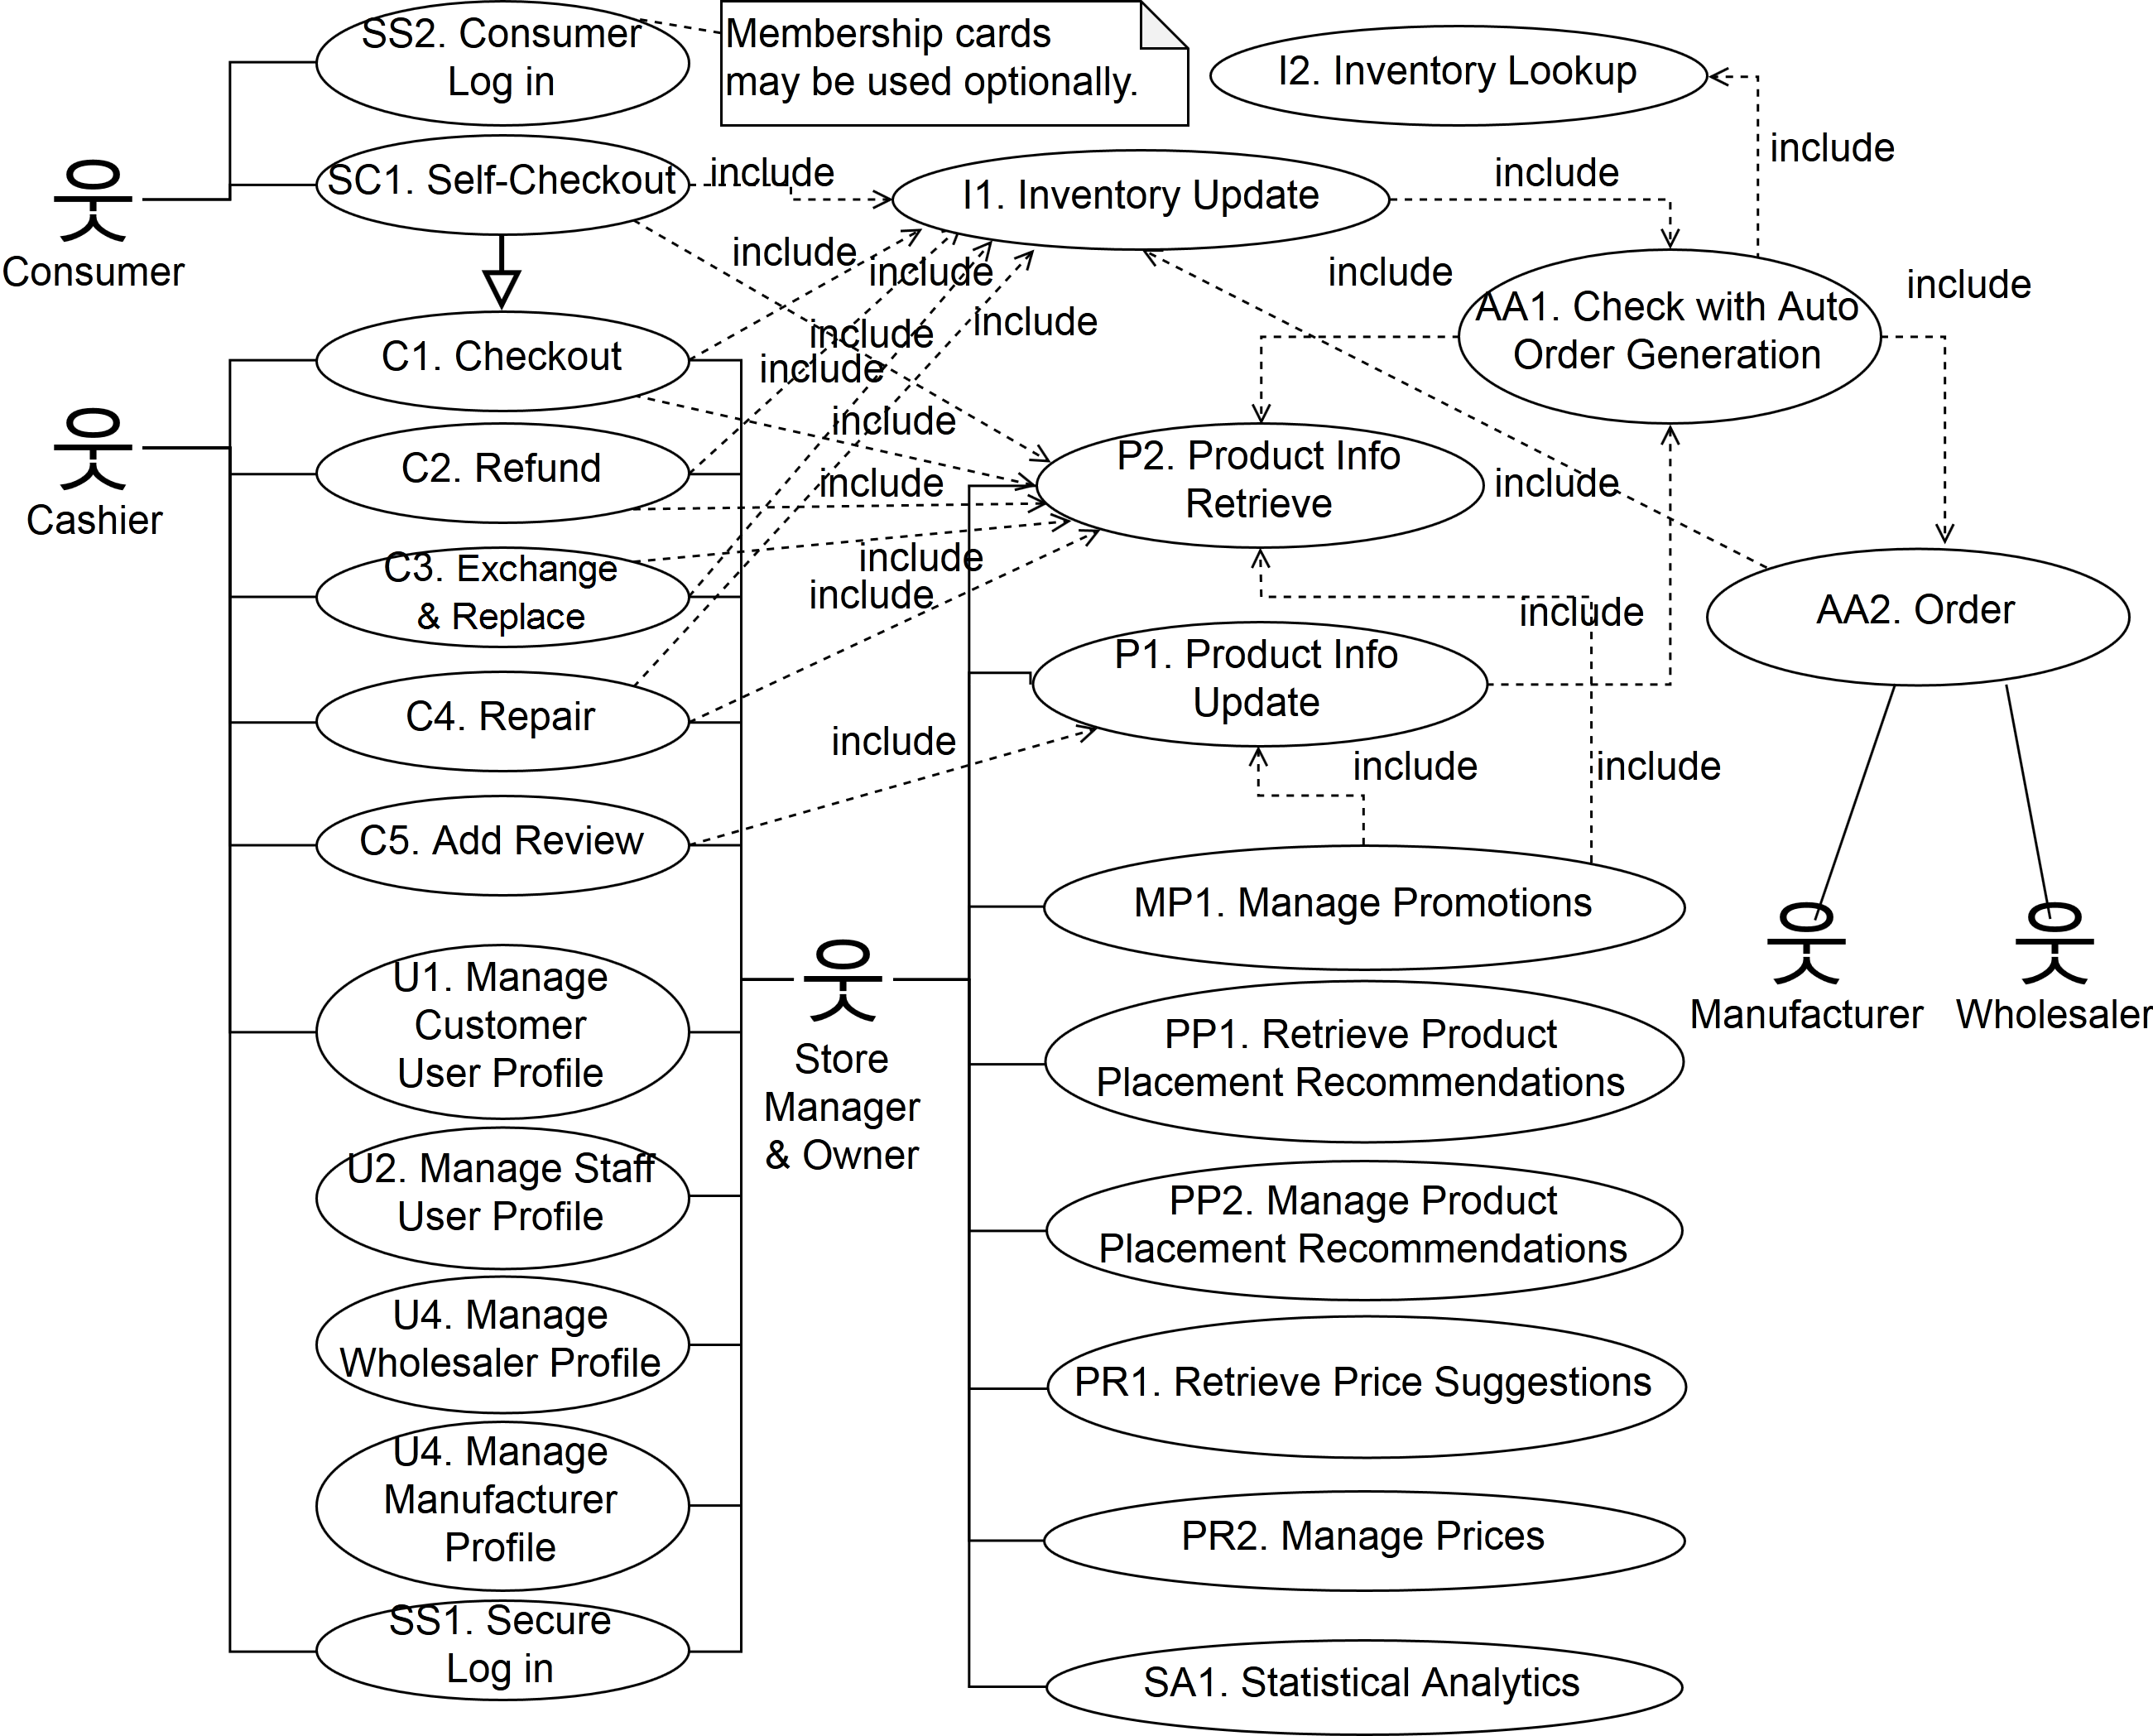 SS2. Consumer
Log in
Membership cards
may be used optionally.
I2. Inventory Lookup
include
SC1. Self-Checkout
include
I1. Inventory Update
include
Consumer
include
include
include
include
AA1. Check with Auto
Order Generation
include
include
include
C1. Checkout
include
include
P2. Product Info
Retrieve
C2. Refund
include
include
Cashier
C3. Exchange
& Replace
include
include
include
AA2. Order
P1. Product Info
Update
C4. Repair
include
include
include
C5. Add Review
MP1. Manage Promotions
U1. Manage
Customer
User Profile
Store
Manager
& Owner
Manufacturer
Wholesaler
PP1. Retrieve Product
Placement Recommendations
U2. Manage Staff
User Profile
PP2. Manage Product
Placement Recommendations
U4. Manage
Wholesaler Profile
PR1. Retrieve Price Suggestions
U4. Manage
Manufacturer
Profile
PR2. Manage Prices
SS1. Secure
Log in
SA1. Statistical Analytics